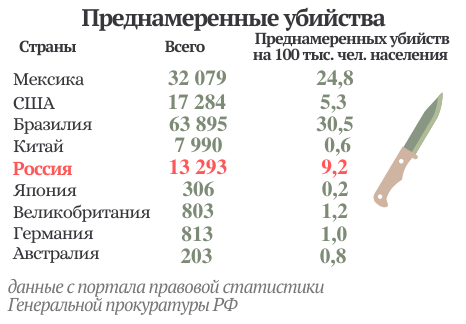 Преднамеренные убийства
Страны Всего Преднамеренных убийств
на 100 тыс. чел. населения
Мексика 32 079 24,8
США 17 284 5,3
Бразилия 63 895 30,5
Китай 7 990 0,6
Россия 13 293 9,2
Япония 306 0,2
Великобритания 803 1,2
Германия 813 1,0
Австралия 203 0,8
данные с портала правовой статистики
Генеральной прокуратуры РФ